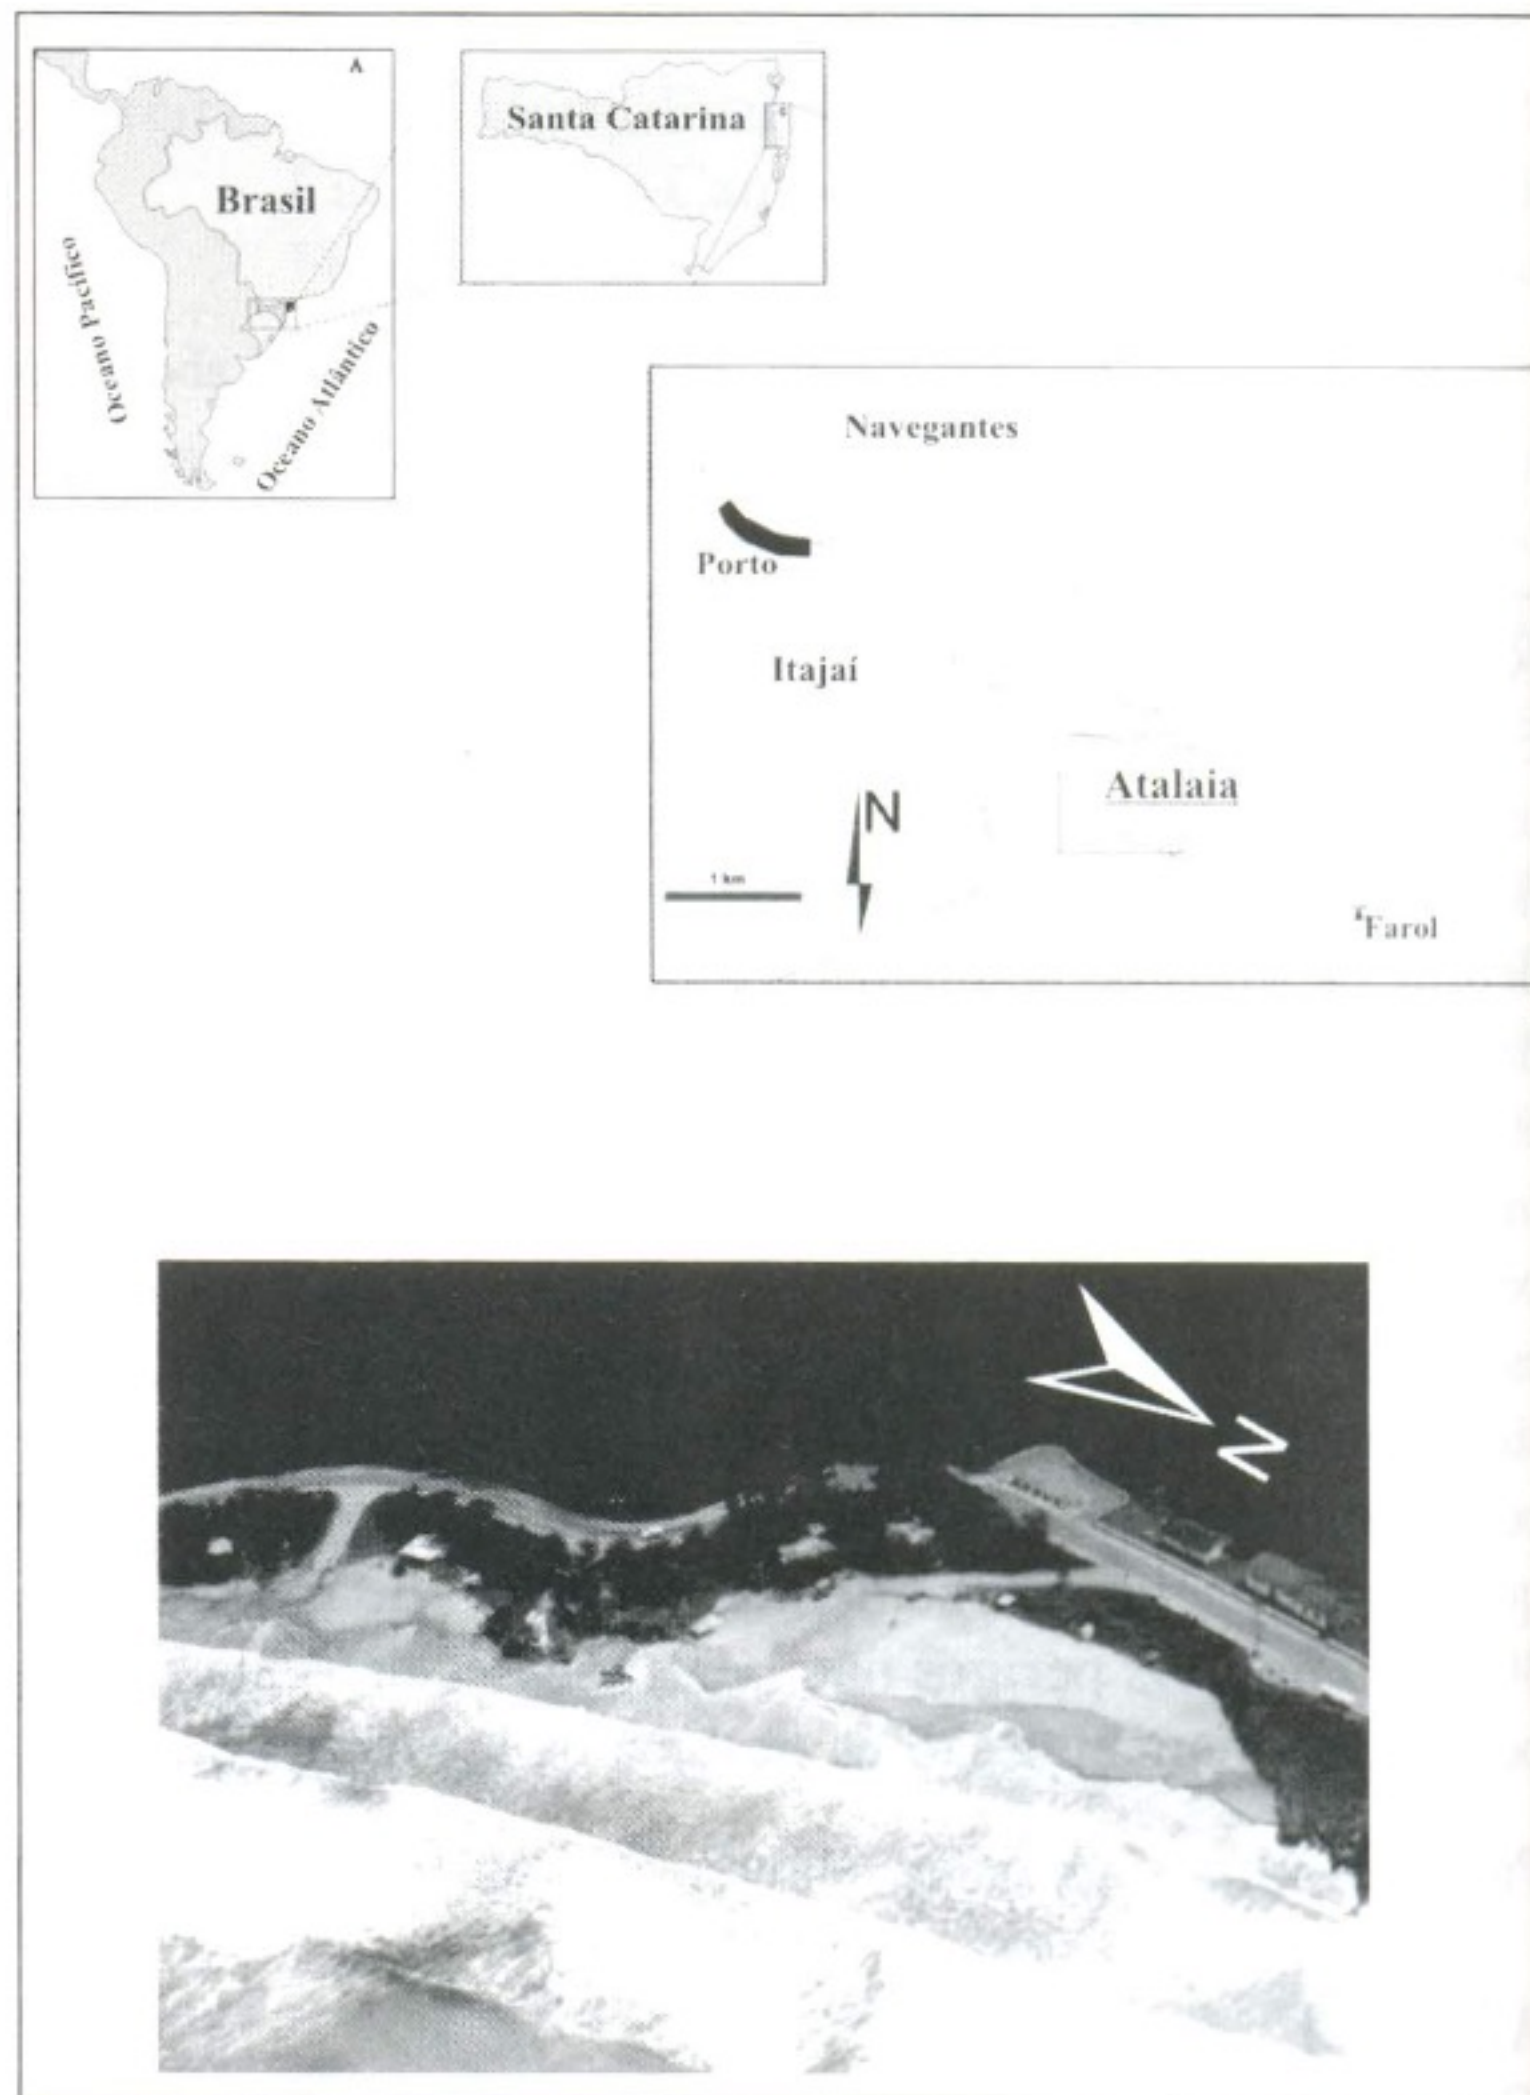 A
Brasil
Oceano Pacífico
Oceano Atlântico
Santa Catarina
Navegantes
Porto
Itajaí
Atalaia
N
1 km
Farol
N